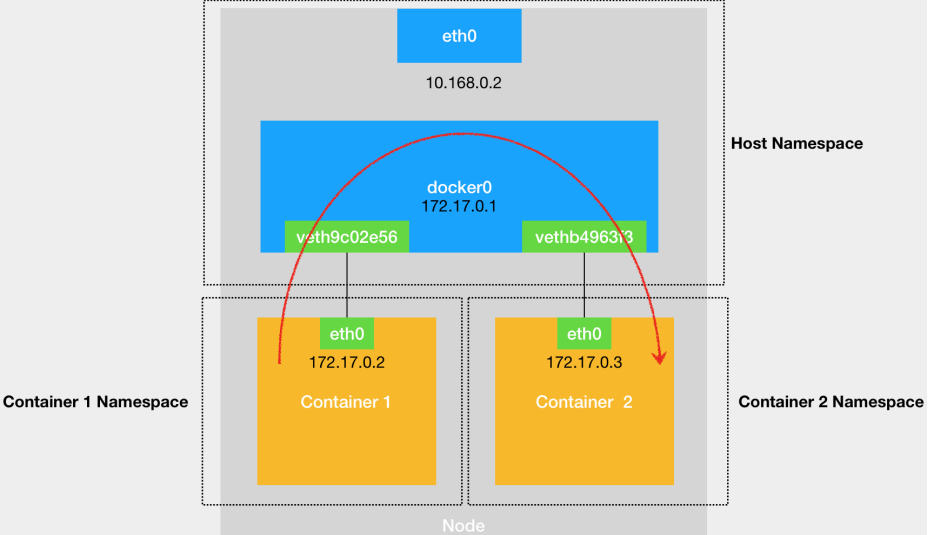 eth0
10.168.0.2
Host Namespace
docker0
172.17.0.1
veth9c02e56
vethb4963f3
eth0
eth0
172.17.0.2
172.17.0.3
Container 1 Namespace
Container 1
Container 2
Container 2 Namespace
Node